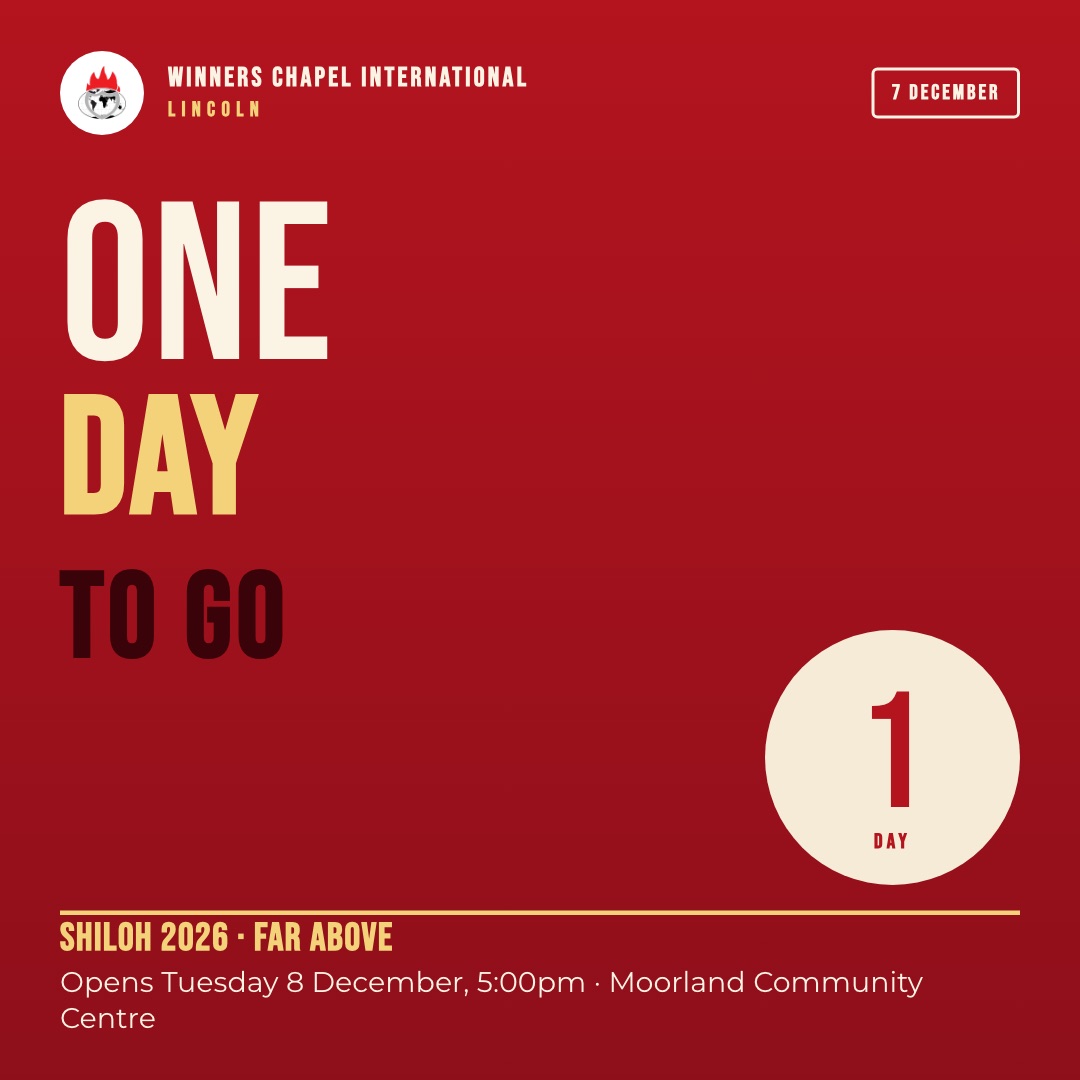 WINNERS CHAPEL INTERNATIONAL
LINCOLN
7 DECEMBER
ONE
DAY
TO GO
1
DAY
SHILOH 2026 · FAR ABOVE
Opens Tuesday 8 December, 5:00pm · Moorland Community
Centre